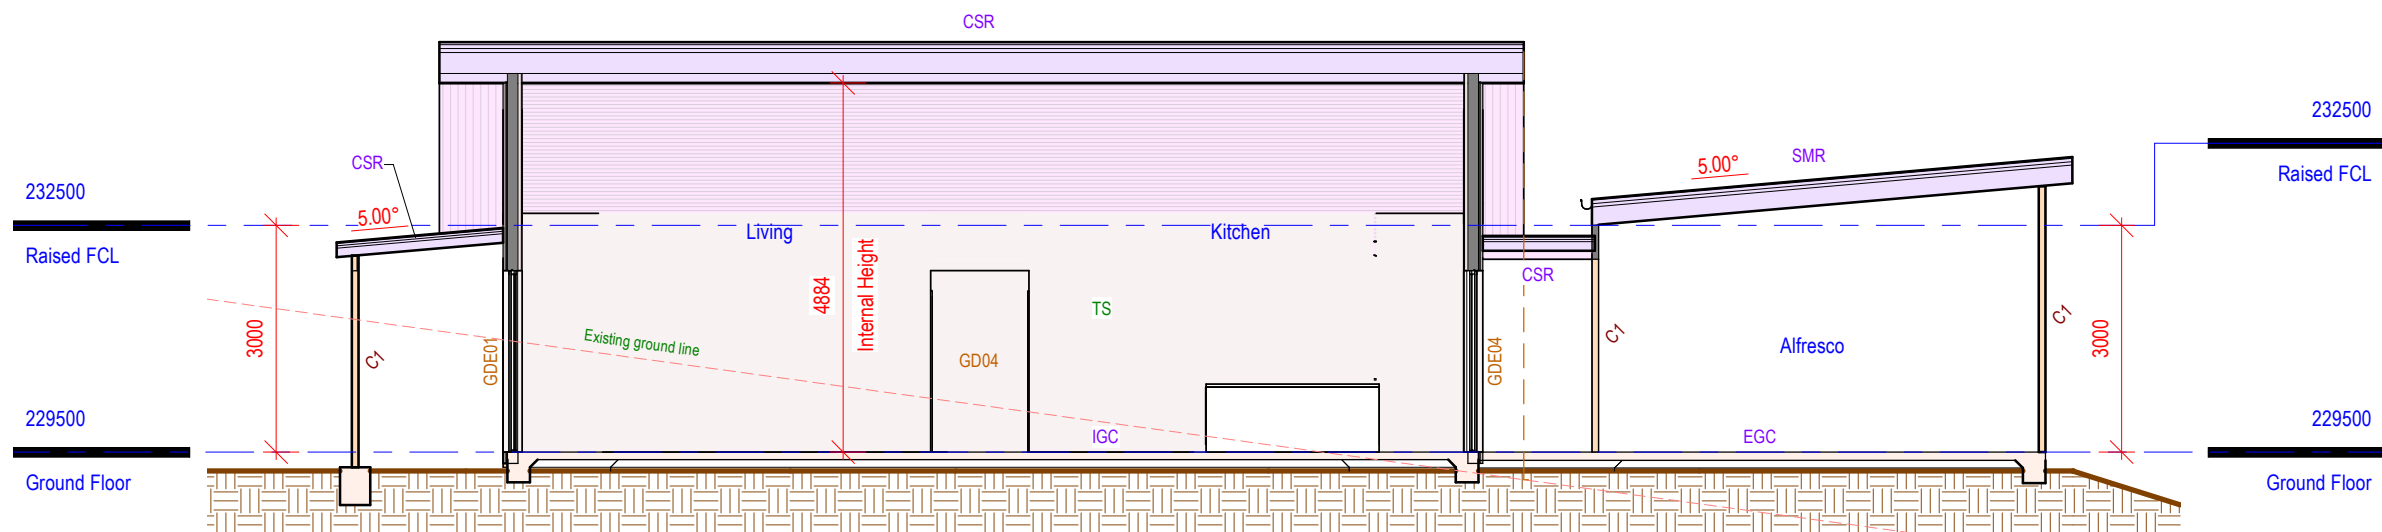 CSR
232500
Raised FCL
CSR
5.00°
5.00°
SMR
232500
Raised FCL
Living
Kitchen
CSR
4884
Internal Height
TS
3000
C1
GDE01
Existing ground line
GD04
GDE04
C1
Alfresco
C1
3000
229500
Ground Floor
IGC
EGC
229500
Ground Floor